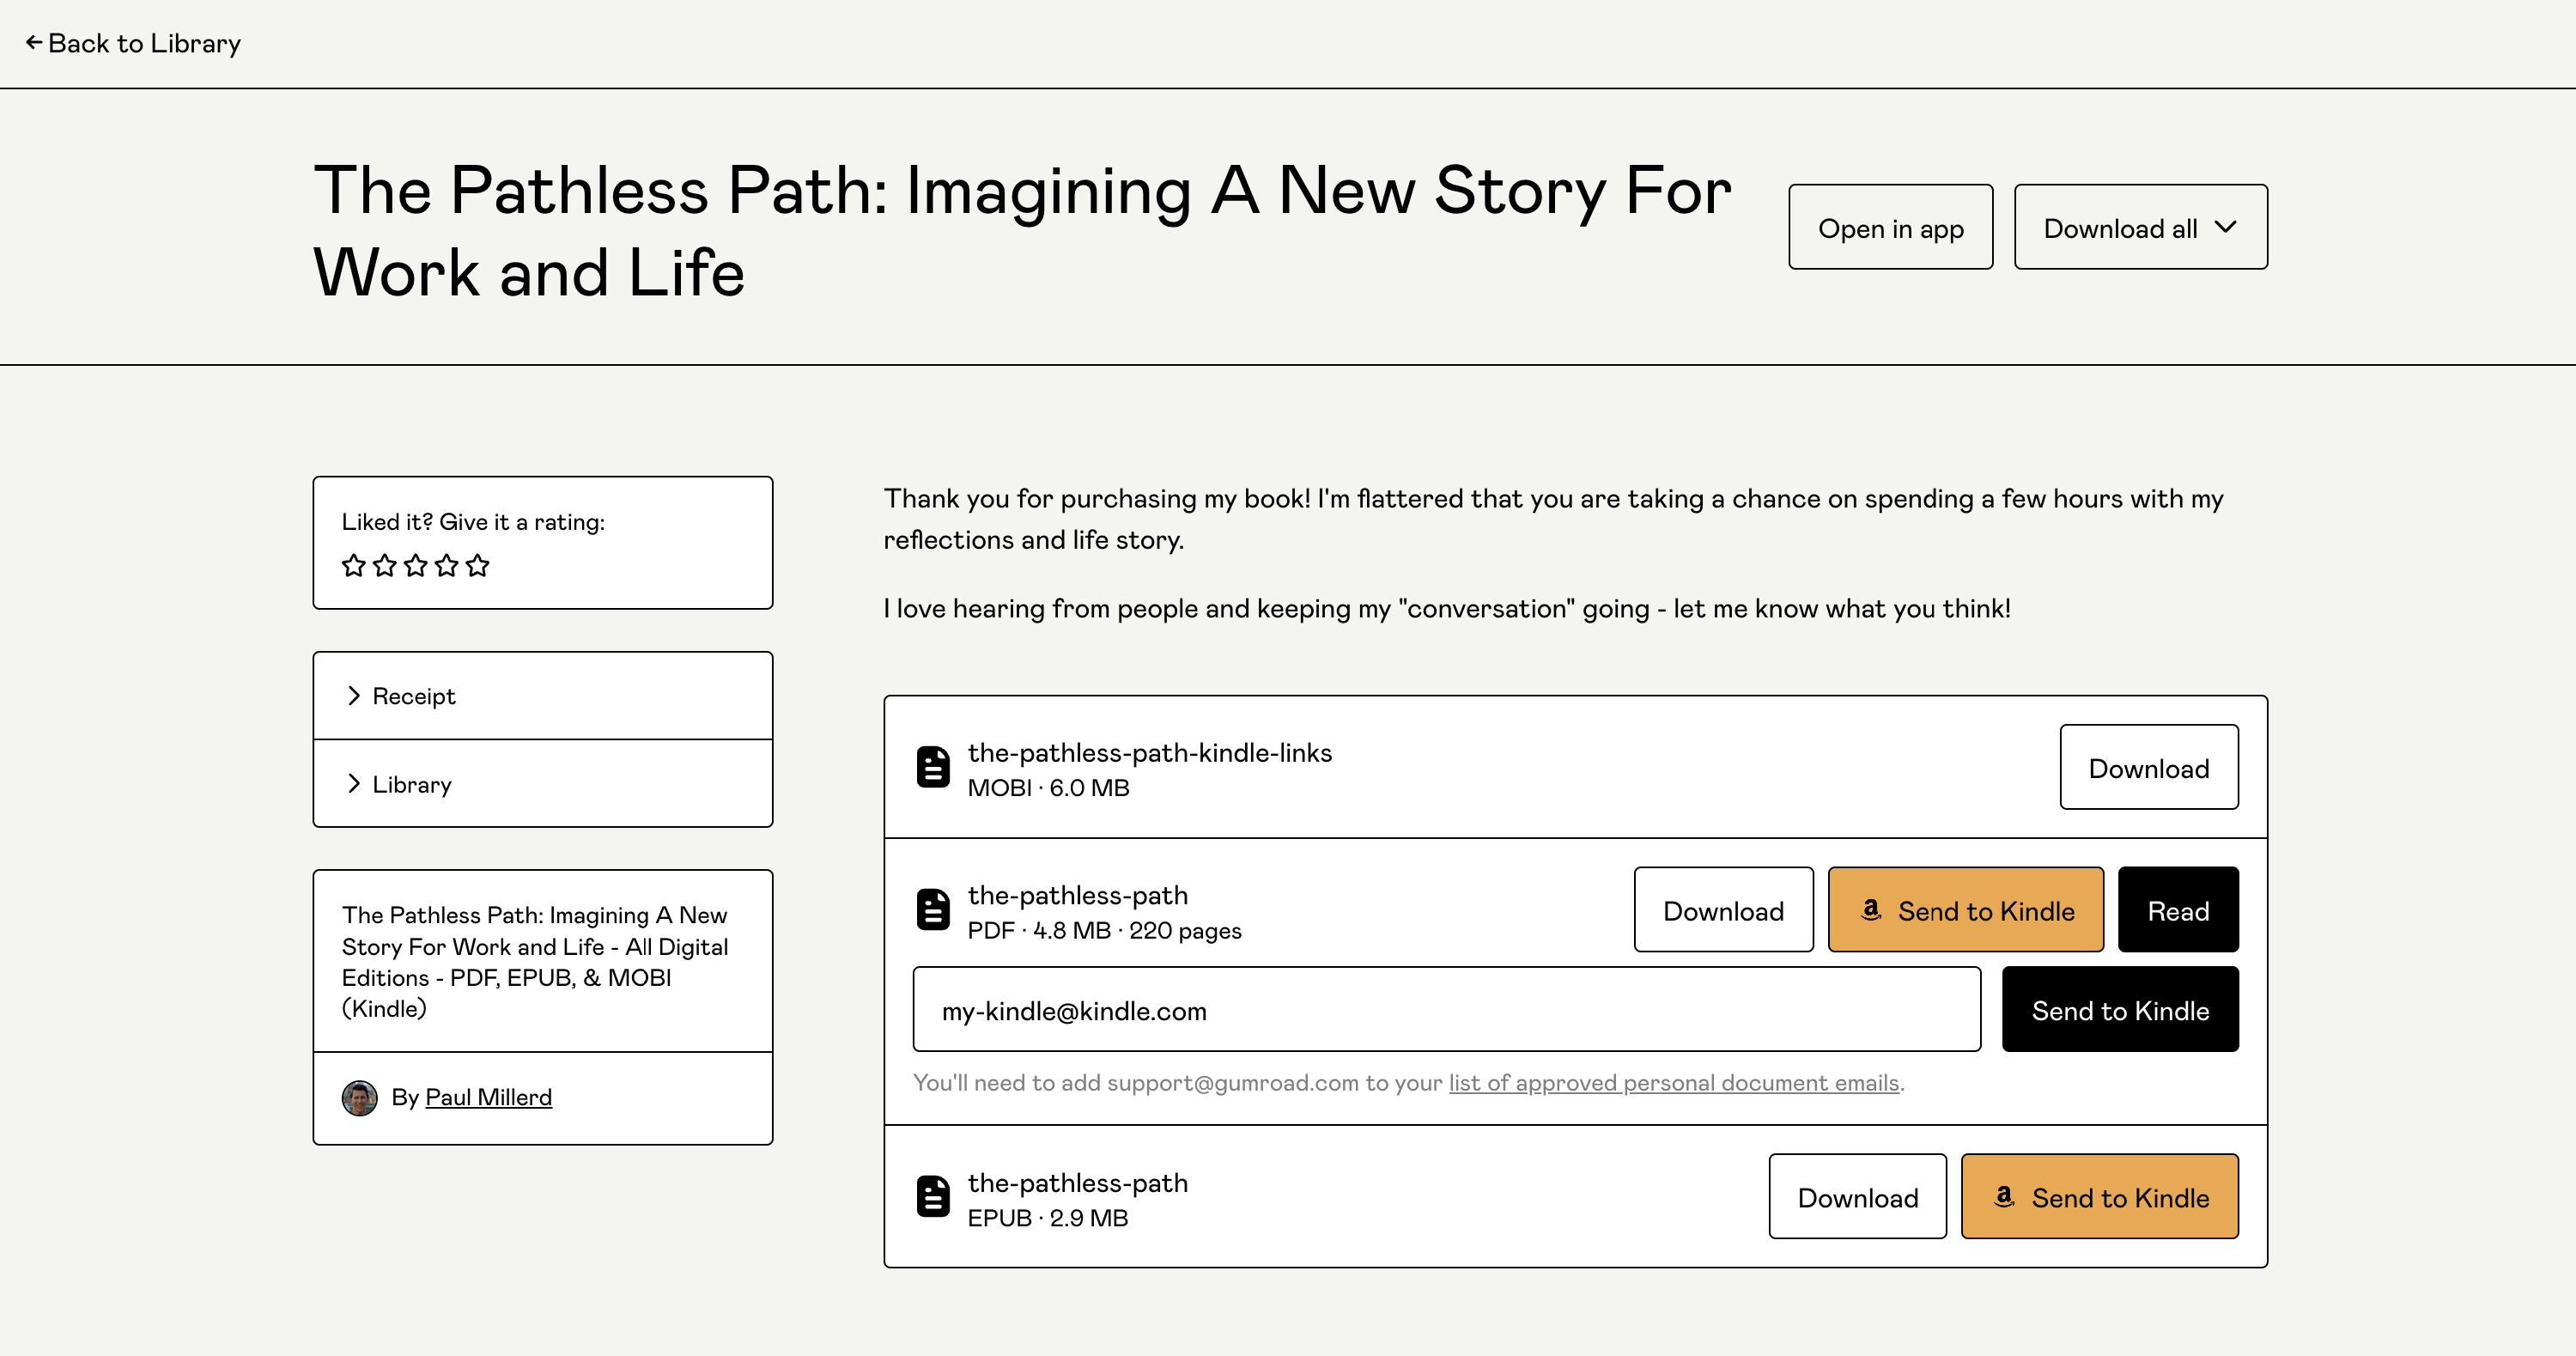 Back to Library
The Pathless Path: Imagining A New Story For
Work and Life
Open in app
Download all
Liked it? Give it a rating:
Receipt
Library
The Pathless Path: Imagining A New
Story For Work and Life - All Digital
Editions - PDF, EPUB, & MOBI
(Kindle)
By Paul Millerd
Thank you for purchasing my book! I'm flattered that you are taking a chance on spending a few hours with my
reflections and life story.
I love hearing from people and keeping my "conversation" going - let me know what you think!
the-pathless-path-kindle-links
MOBI · 6.0 MB
Download
the-pathless-path
PDF · 4.8 MB · 220 pages
Download
Send to Kindle
Read
my-kindle@kindle.com
Send to Kindle
You'll need to add support@gumroad.com to your list of approved personal document emails.
the-pathless-path
EPUB · 2.9 MB
Download
Send to Kindle